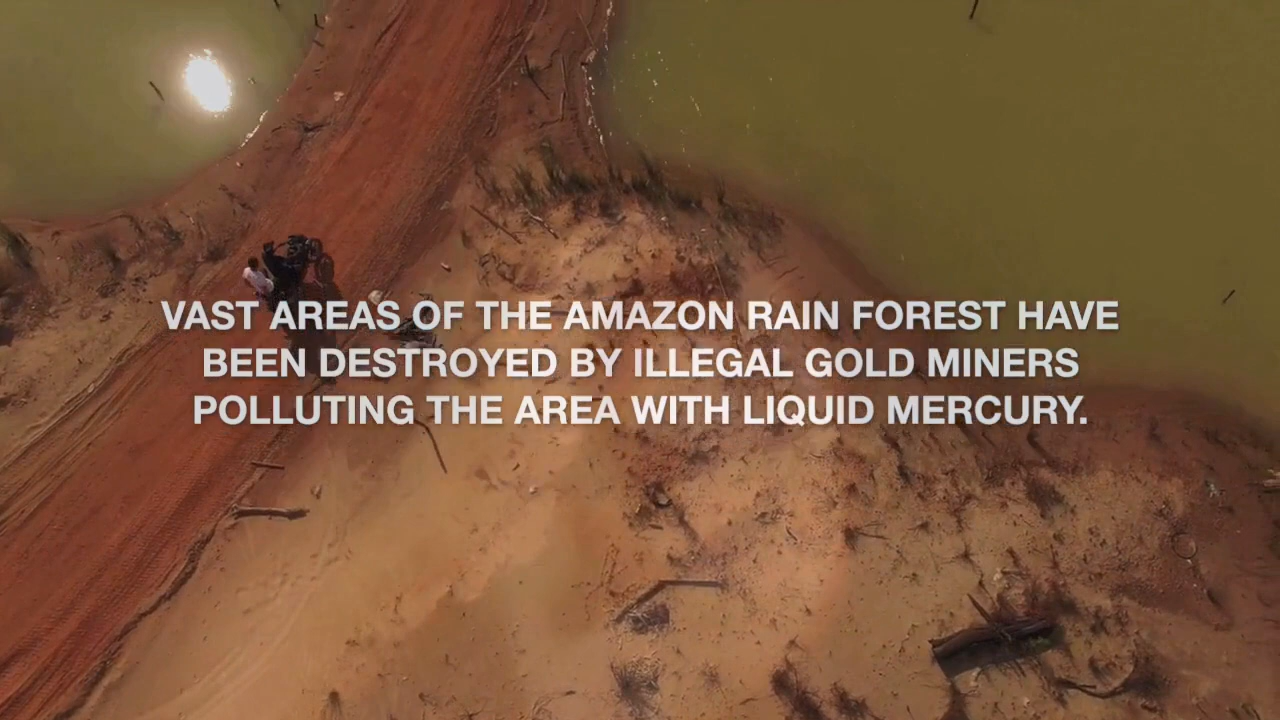 VAST AREAS OF THE AMAZON RAIN FOREST HAVE
BEEN DESTROYED BY ILLEGAL GOLD MINERS
POLLUTING THE AREA WITH LIQUID MERCURY.